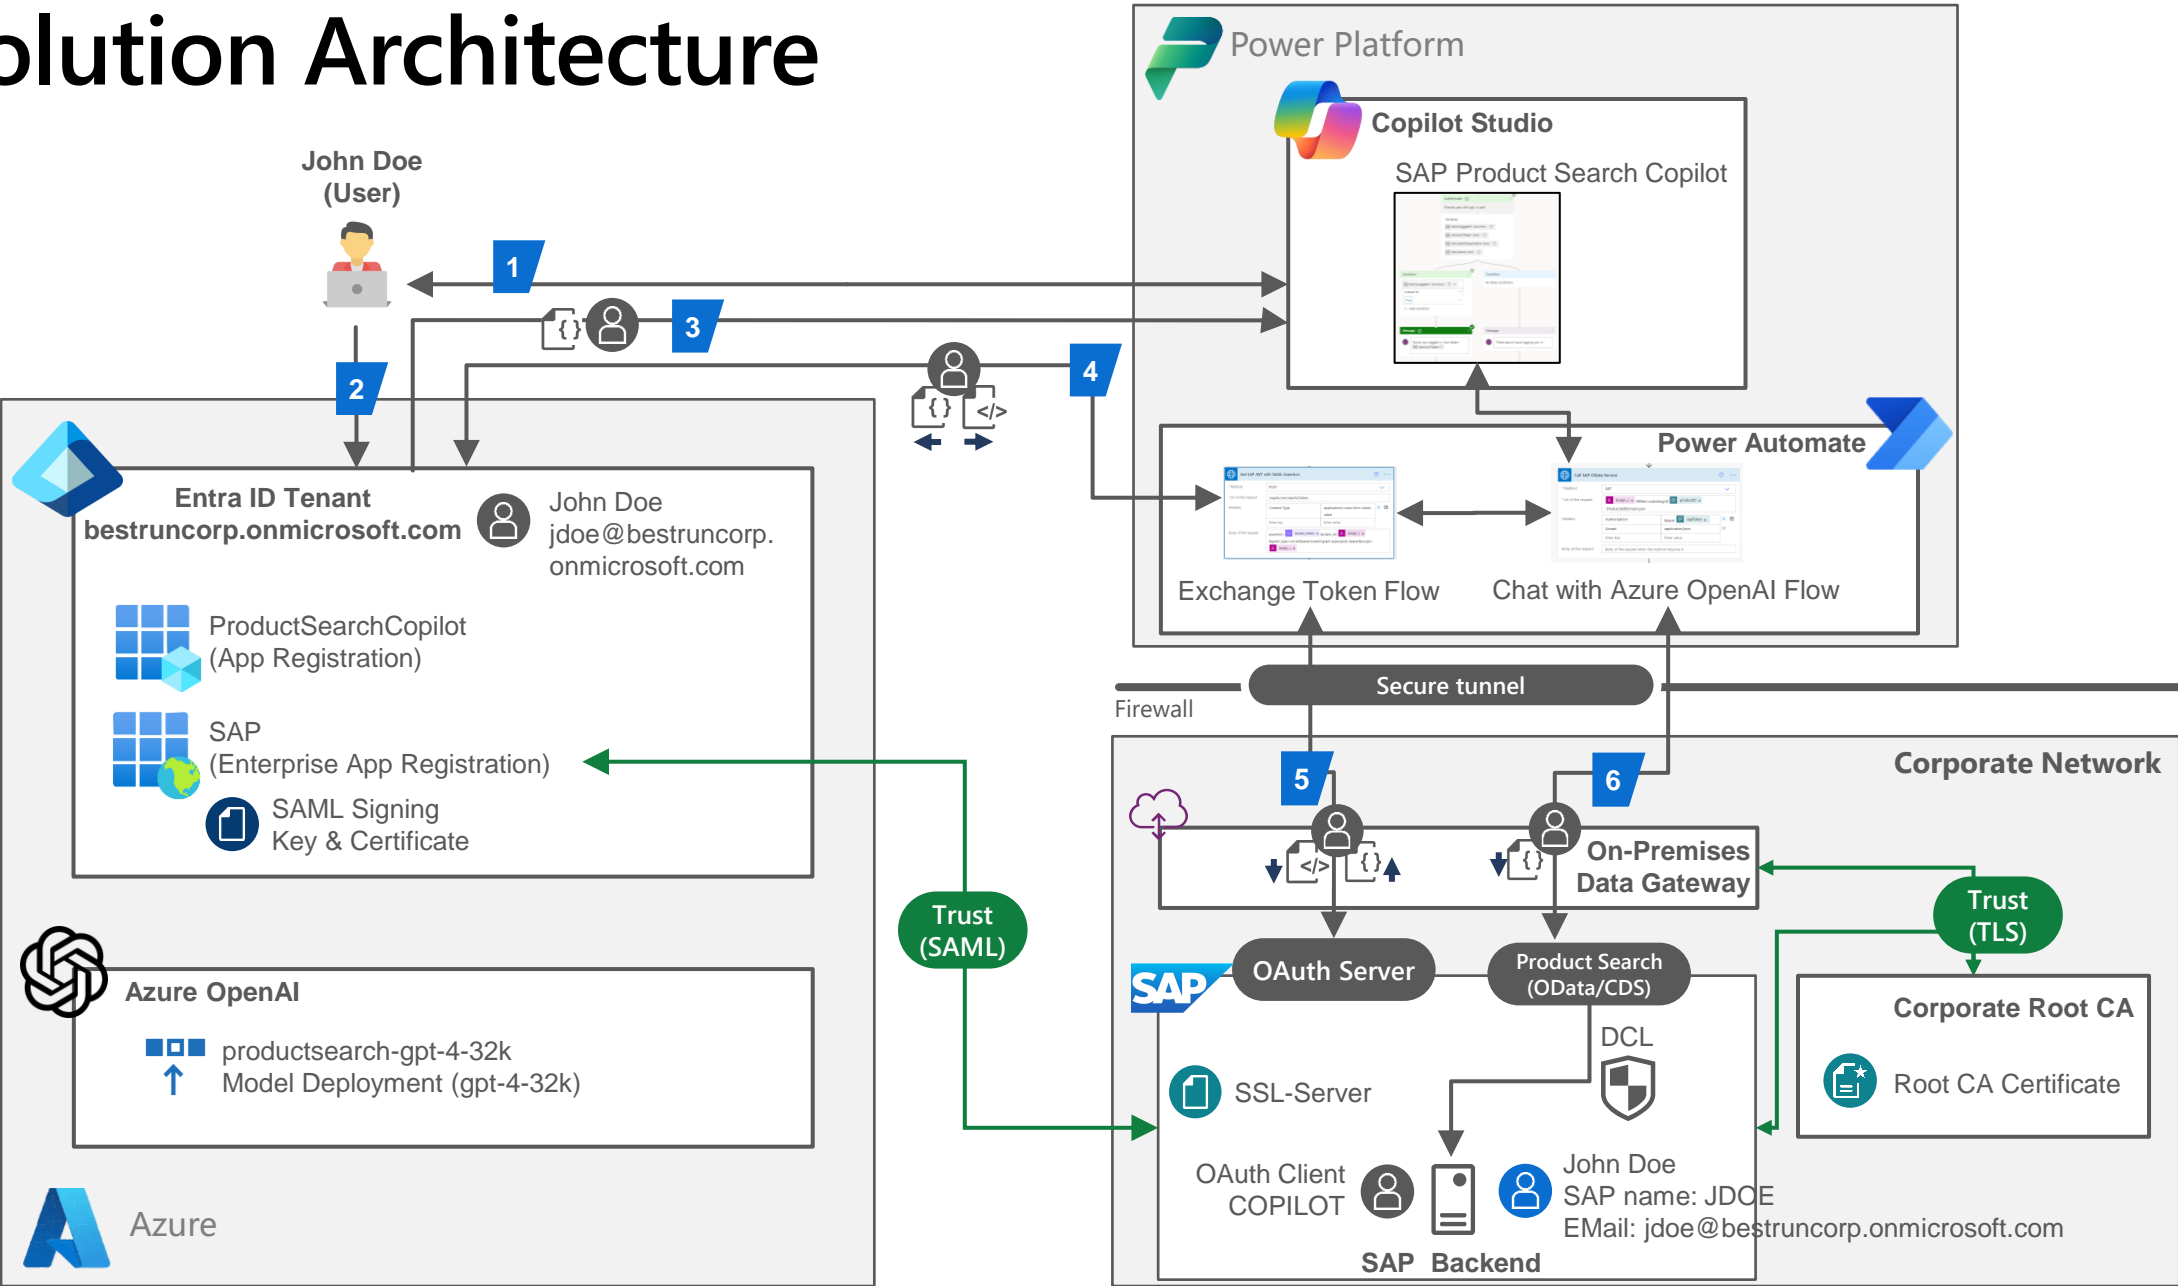 olution Architecture
Power Platform
Copilot Studio
SAP Product Search Copilot
John Doe
(User)
1
3
2
4
Power Automate
Call SAP OData Service
Exchange Token Flow
Chat with Azure OpenAI Flow
Entra ID Tenant
bestruncorp.onmicrosoft.com
John Doe
jdoe@bestruncorp.
onmicrosoft.com
ProductSearchCopilot
(App Registration)
SAP
(Enterprise App Registration)
SAML Signing
Key & Certificate
Secure tunnel
Firewall
Corporate Network
5
6
On-Premises
Data Gateway
Trust
(SAML)
Trust
(TLS)
SAP
OAuth Server
Product Search
(OData/CDS)
Corporate Root CA
Root CA Certificate
DCL
SSL-Server
OAuth Client
COPILOT
John Doe
SAP name: JDOE
EMail: jdoe@bestruncorp.onmicrosoft.com
SAP Backend
Azure OpenAI
productsearch-gpt-4-32k
Model Deployment (gpt-4-32k)
Azure